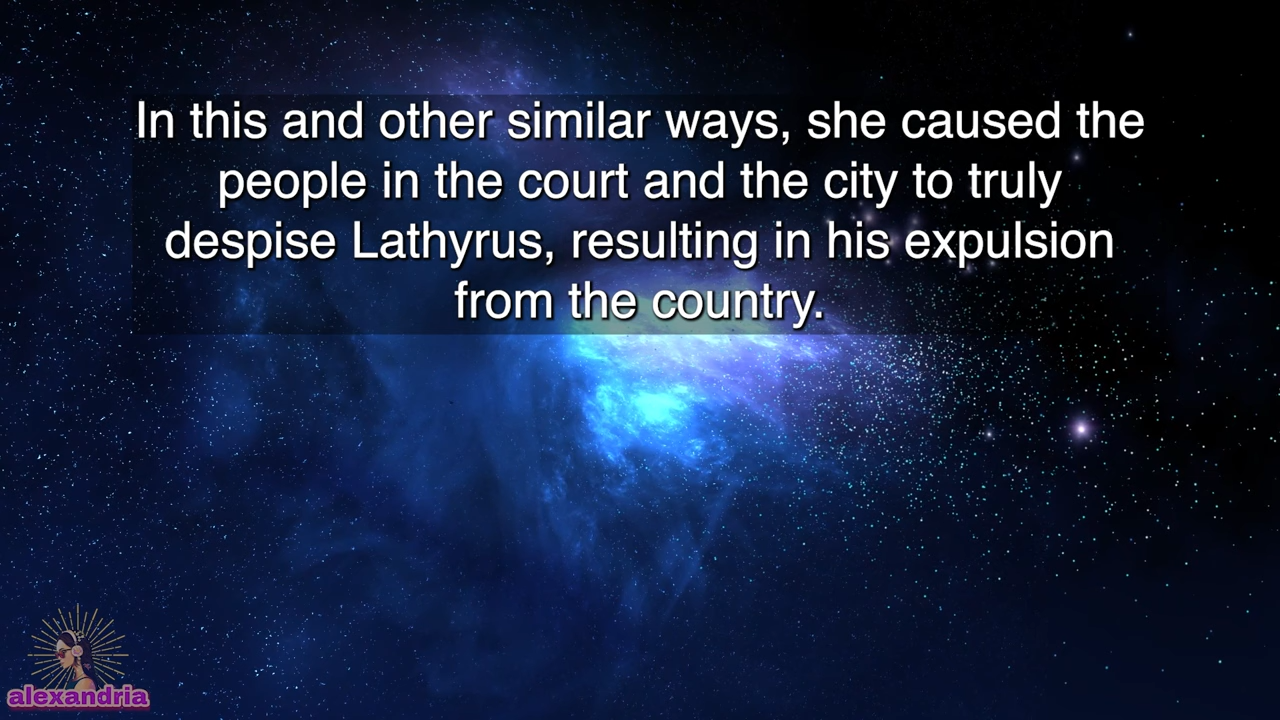 In this and other similar ways, she caused the
people in the court and the city to truly
despise Lathyrus, resulting in his expulsion
from the country.
alexandria